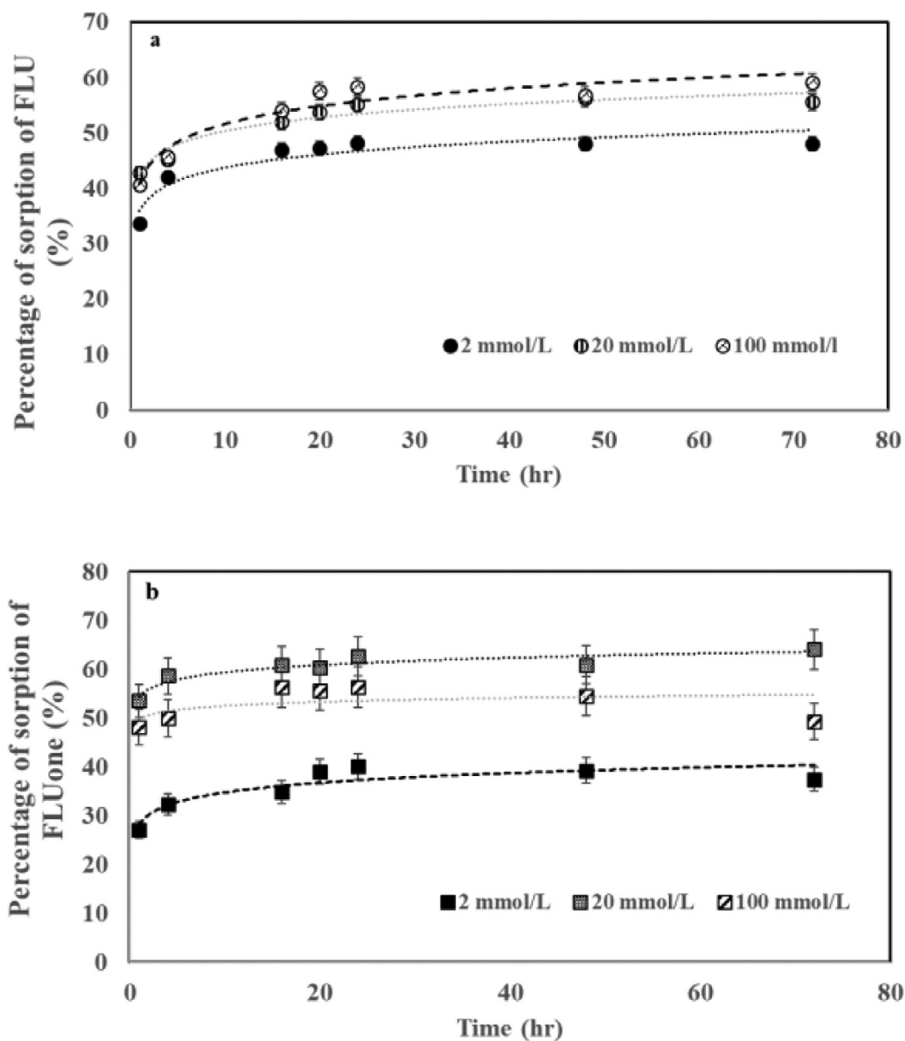 a
Percentage of sorption of FLU
(%)
70
60
50
40
30
20
10
0
2 mmol/L 20 mmol/L 100 mmol/l
0 10 20 30 40 50 60 70 80
Time (hr)
b
Percentage of sorption of
FLUone (%)
80
70
60
50
40
30
20
10
0
2 mmol/L 20 mmol/L 100 mmol/L
0 20 40 60 80
Time (hr)